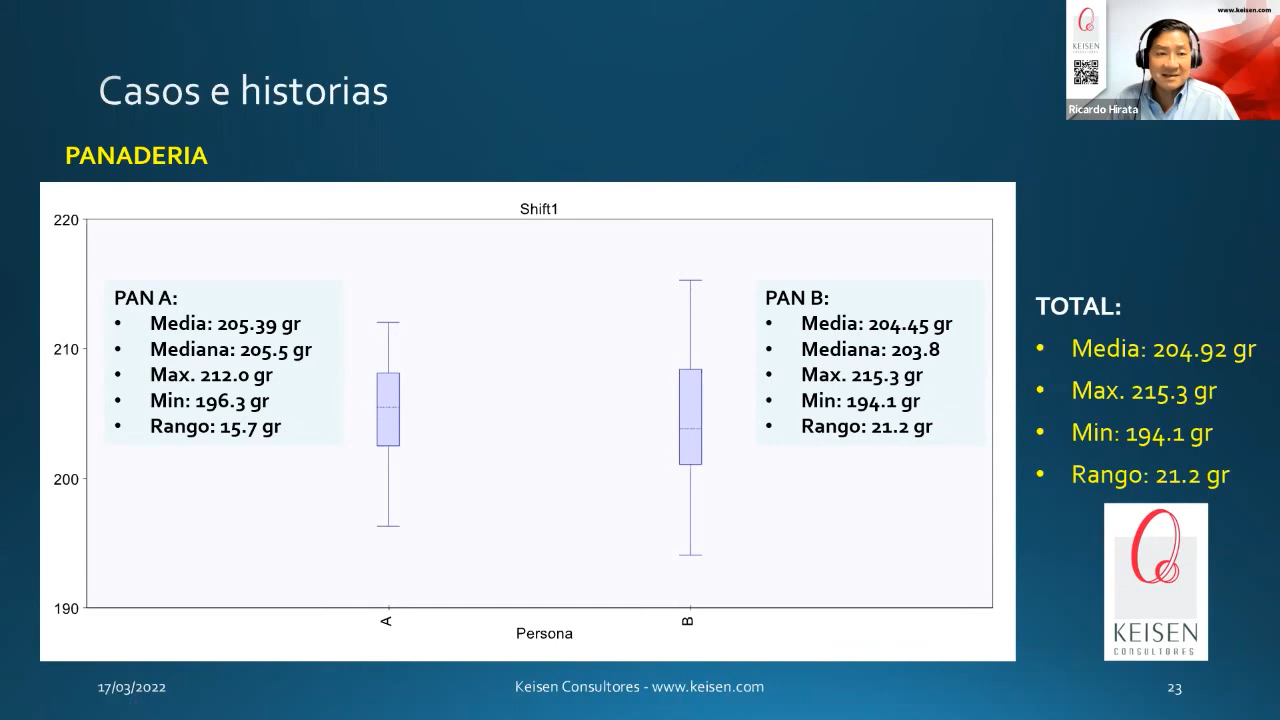 www.keisen.com
KEISEN
Ricardo Hirata
Casos e historias
PANADERIA
Shift1
220
210
200
190
PAN A:
• Media: 205.39 gr
• Mediana: 205.5 gr
• Max. 212.0 gr
• Min: 196.3 gr
• Rango: 15.7 gr
PAN B:
• Media: 204.45 gr
• Mediana: 203.8
• Max. 215.3 gr
• Min: 194.1 gr
• Rango: 21.2 gr
A
B
Persona
TOTAL:
• Media: 204.92 gr
• Max. 215.3 gr
• Min: 194.1 gr
• Rango: 21.2 gr
KEISEN
CONSULTORES
17/03/2022
Keisen Consultores - www.keisen.com
23